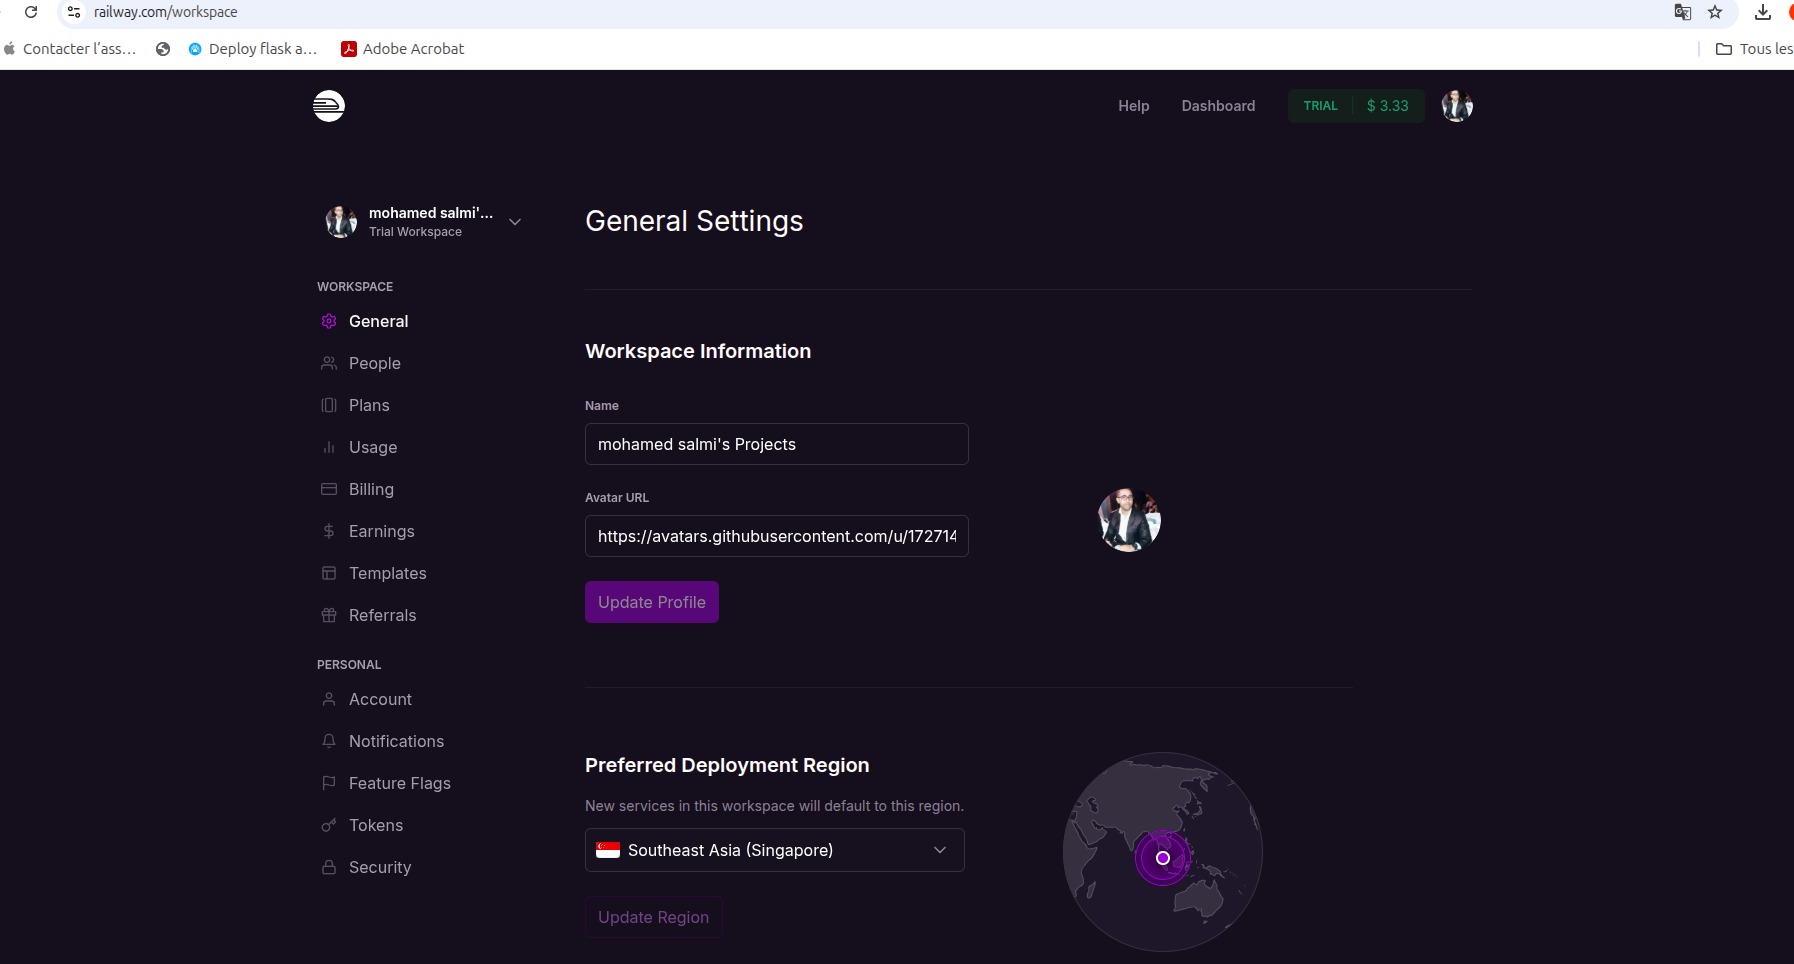 railway.com/workspace
Contacter l'ass...
Deploy flask a...
Adobe Acrobat
Tous les
Help
Dashboard
TRIAL
$ 3.33
mohamed salmi'...
Trial Workspace
General Settings
WORKSPACE
General
People
Plans
Usage
Billing
Earnings
Templates
Referrals
PERSONAL
Account
Notifications
Feature Flags
Tokens
Security
Workspace Information
Name
mohamed salmi's Projects
Avatar URL
https://avatars.githubusercontent.com/u/172714
Update Profile
Preferred Deployment Region
New services in this workspace will default to this region.
Southeast Asia (Singapore)
Update Region